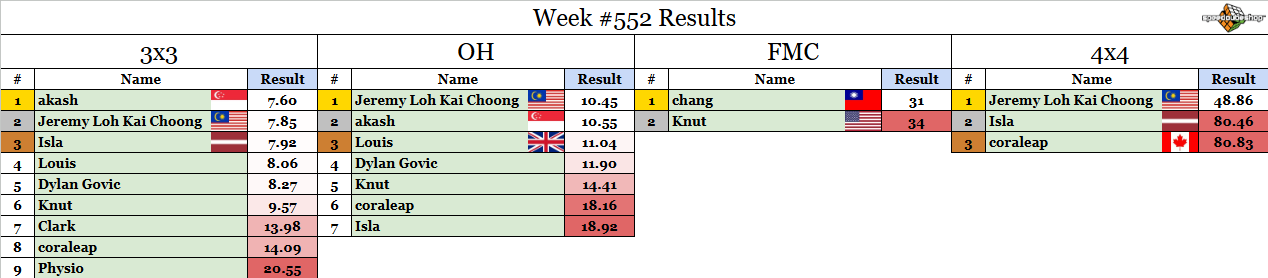 Week #552 Results
speedcubeshop
3x3 OH FMC 4x4
# Name Result # Name Result # Name Result # Name Result
1 akash 7.60 1 Jeremy Loh Kai Choong 10.45 1 chang 31 1 Jeremy Loh Kai Choong 48.86
2 Jeremy Loh Kai Choong 7.85 2 akash 10.55 2 Knut 34 2 Isla 80.46
3 Isla 7.92 3 Louis 11.04 3 coraleap 80.83
4 Louis 8.06 4 Dylan Govic 11.90
5 Dylan Govic 8.27 5 Knut 14.41
6 Knut 9.57 6 coraleap 18.16
7 Clark 13.98 7 Isla 18.92
8 coraleap 14.09
9 Physio 20.55